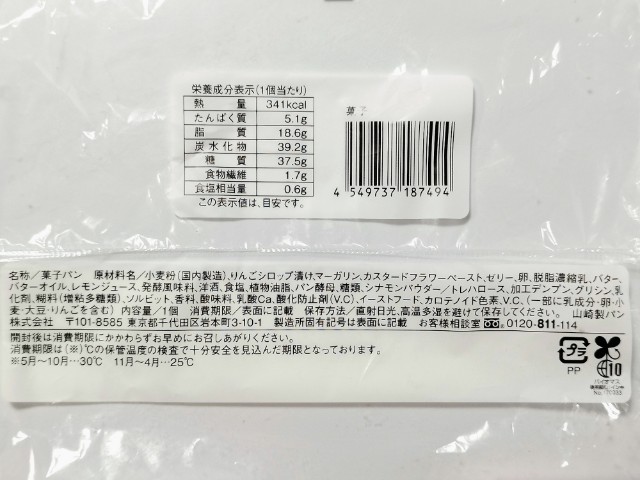 栄養成分表示(1個当たり)
熱量 341kcal
たんぱく質 5.1g
脂質 18.6g
炭水化物 39.2g
糖質 37.5g
食物繊維 1.7g
食塩相当量 0.6g
この表示値は、目安です。
菓子
4 549737 187494
名称/菓子パン 原材料名/小麦粉(国内製造)、りんごシロップ漬け、マーガリン、カスタードフラワーペースト、ゼリー、卵、脱脂濃縮乳、バター、
バターオイル、レモンジュース、発酵風味料、洋酒、食塩、植物油脂、パン酵母、糖類、シナモンパウダー/トレハロース、加工デンプン、グリシン、乳
化剤、糊料(増粘多糖類)、ソルビット、香料、酸味料、乳酸Ca、酸化防止剤(V.C)、イーストフード、カロテノイド色素、V.C、(一部に乳成分・卵・小
麦・大豆・りんごを含む) 内容量/1個 消費期限/表面に記載 保存方法/直射日光、高温多湿を避けて保存してください。 山崎製パン
株式会社 〒101-8585 東京都千代田区岩本町3-10-1 製造所固有記号は表面に記載 お客様相談室 0120-811-114
開封後は消費期限にかかわらずお早めにお召しあがりください。
消費期限は(※)℃の保管温度の検査で十分安全を見込んだ期限となっております。
※5月〜10月…30℃ 11月〜4月…25℃
プラ
PP
10
バイオマス